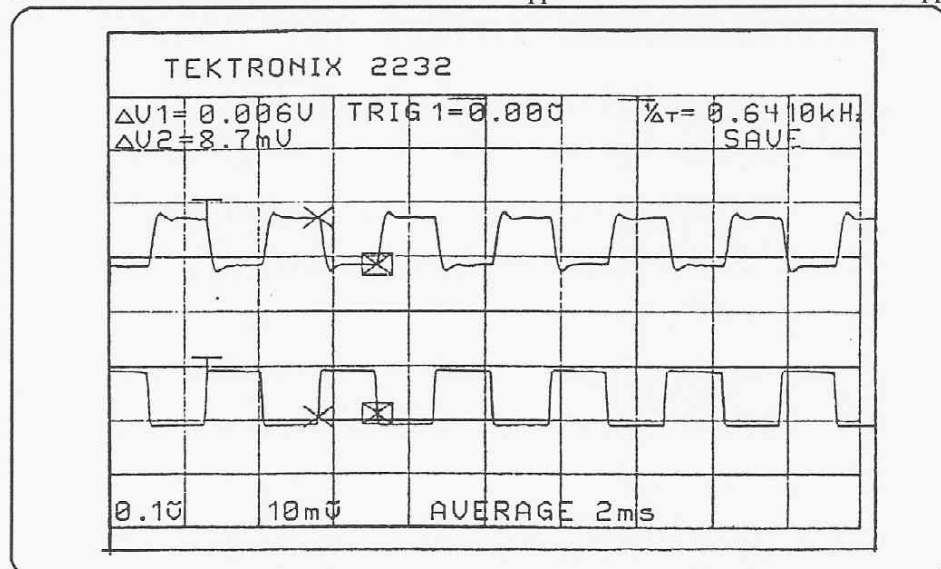 TEKTRONIX 2232
ΔV1= 0.006V TRIG 1=0.00V 1/ΔT= 0.6410kHz
ΔV2=8.7mV SAVE
0.1V 10mV AVERAGE 2ms